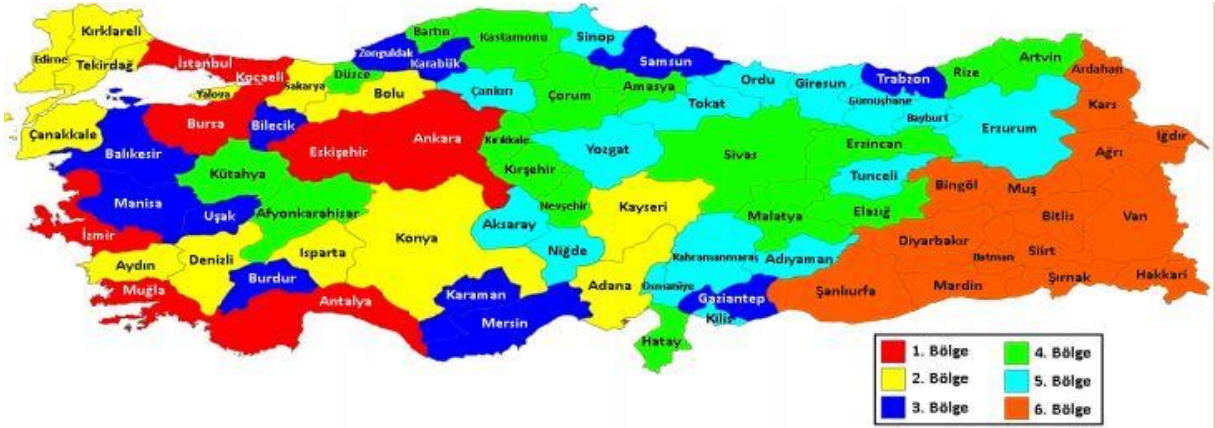 Kırklareli
Edirne
Tekirdağ
İstanbul
Kocaeli
Yalova
Sakarya
Düzce
Bolu
Zonguldak
Bartın
Karabük
Kastamonu
Sinop
Samsun
Çankırı
Çorum
Amasya
Tokat
Ordu
Giresun
Trabzon
Gümüşhane
Bayburt
Rize
Artvin
Ardahan
Kars
Iğdır
Çanakkale
Balıkesir
Bursa
Bilecik
Eskişehir
Ankara
Kırıkkale
Kırşehir
Yozgat
Sivas
Erzincan
Erzurum
Ağrı
Kütahya
Manisa
Uşak
Afyonkarahisar
İzmir
Aydın
Denizli
Isparta
Burdur
Muğla
Antalya
Konya
Aksaray
Nevşehir
Niğde
Kayseri
Karaman
Mersin
Adana
Malatya
Elazığ
Tunceli
Bingöl
Muş
Bitlis
Van
Kahramanmaraş
Adıyaman
Osmaniye
Gaziantep
Kilis
Hatay
Diyarbakır
Batman
Siirt
Şırnak
Hakkari
Şanlıurfa
Mardin
1. Bölge
2. Bölge
3. Bölge
4. Bölge
5. Bölge
6. Bölge